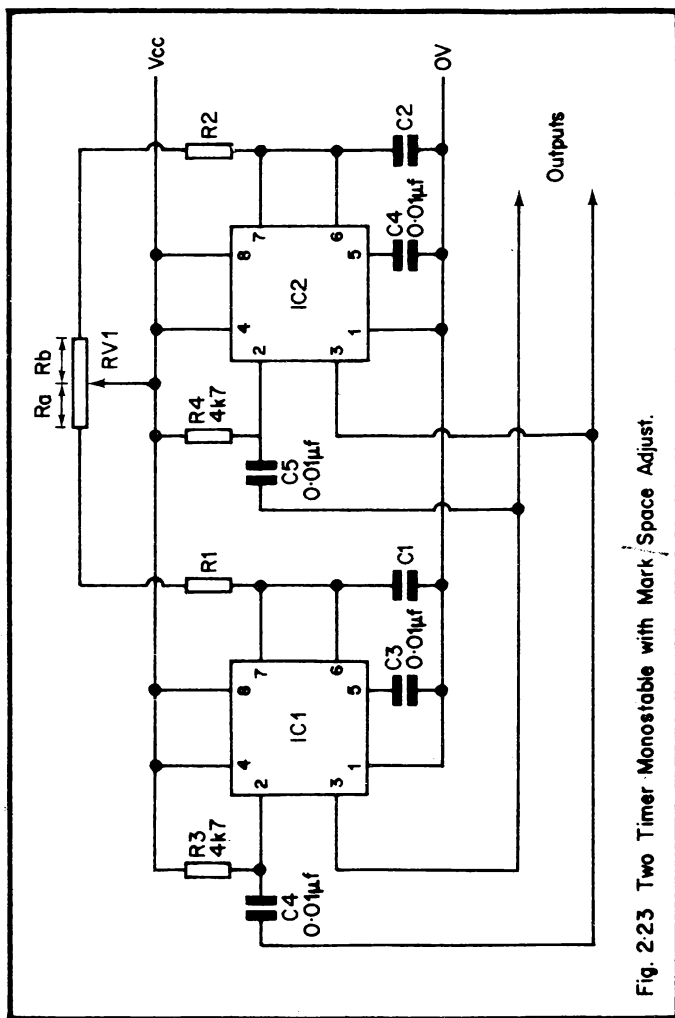 Ra Rb
RV1
Vcc
R3
4k7
R1
R4
4k7
R2
4
8
4
8
2
7
2
7
IC1
IC2
6
6
3
1
5
3
1
5
C4
0·01µf
C3
0·01µf
C1
C5
0·01µf
C4
0·01µf
C2
0V
Outputs
Fig. 2·23 Two Timer Monostable with Mark/Space Adjust.